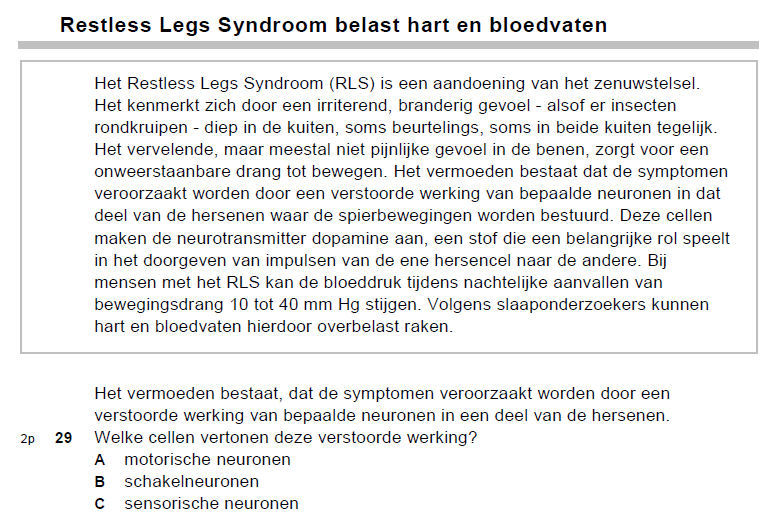 Restless Legs Syndroom belast hart en bloedvaten
Het Restless Legs Syndroom (RLS) is een aandoening van het zenuwstelsel.
Het kenmerkt zich door een irriterend, branderig gevoel - alsof er insecten
rondkruipen - diep in de kuiten, soms beurtelings, soms in beide kuiten tegelijk.
Het vervelende, maar meestal niet pijnlijke gevoel in de benen, zorgt voor een
onweerstaanbare drang tot bewegen. Het vermoeden bestaat dat de symptomen
veroorzaakt worden door een verstoorde werking van bepaalde neuronen in dat
deel van de hersenen waar de spierbewegingen worden bestuurd. Deze cellen
maken de neurotransmitter dopamine aan, een stof die een belangrijke rol speelt
in het doorgeven van impulsen van de ene hersencel naar de andere. Bij
mensen met het RLS kan de bloeddruk tijdens nachtelijke aanvallen van
bewegingsdrang 10 tot 40 mm Hg stijgen. Volgens slaaponderzoekers kunnen
hart en bloedvaten hierdoor overbelast raken.
Het vermoeden bestaat, dat de symptomen veroorzaakt worden door een
verstoorde werking van bepaalde neuronen in een deel van de hersenen.
2p 29 Welke cellen vertonen deze verstoorde werking?
A motorische neuronen
B schakelneuronen
C sensorische neuronen